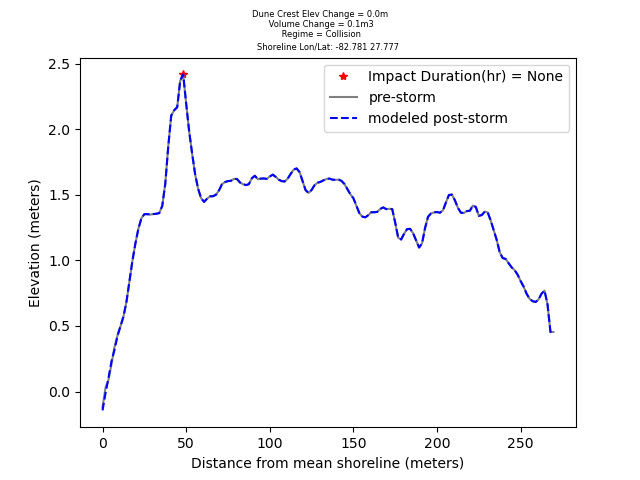 Dune Crest Elev Change = 0.0m
Volume Change = 0.1m3
Regime = Collision
Shoreline Lon/Lat: -82.781 27.777
Impact Duration(hr) = None
pre-storm
modeled post-storm
Elevation (meters)
2.5
2.0
1.5
1.0
0.5
0.0
0 50 100 150 200 250
Distance from mean shoreline (meters)